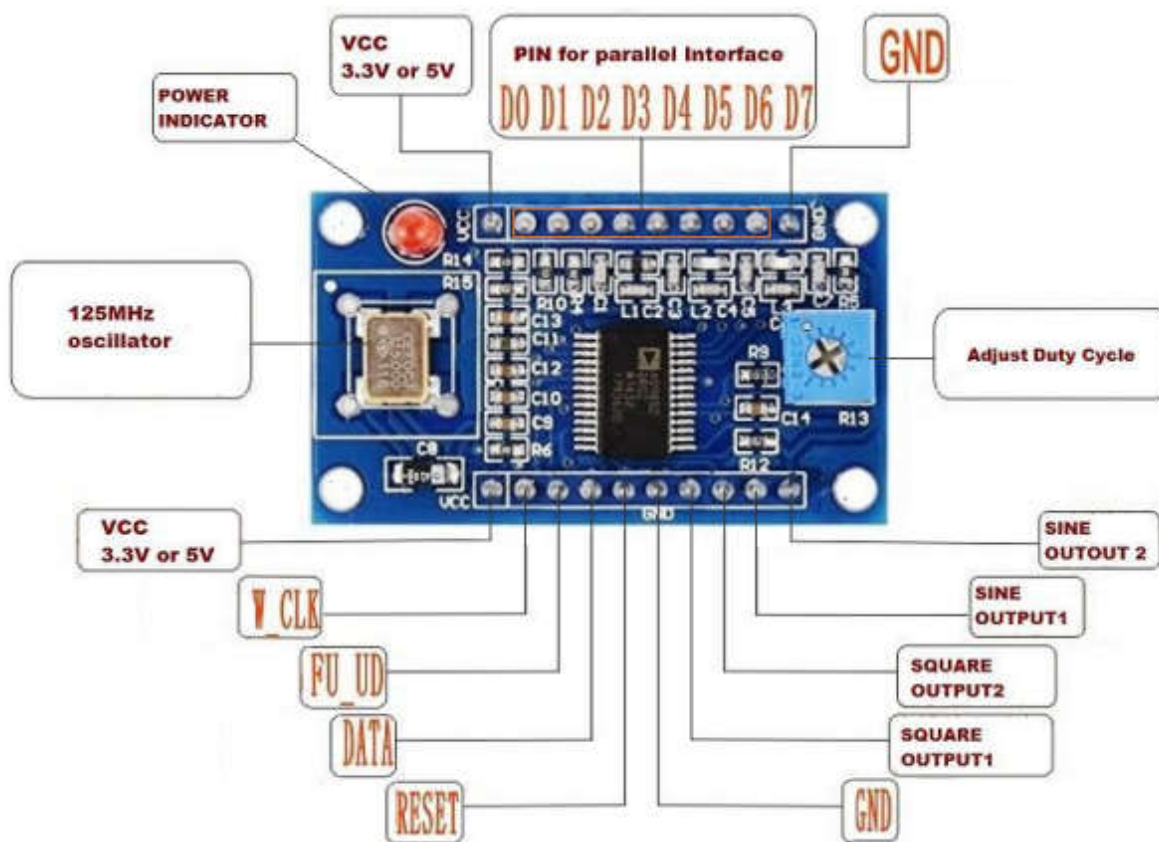 VCC
3.3V or 5V
PIN for parallel Interface
D0 D1 D2 D3 D4 D5 D6 D7
GND
POWER
INDICATOR
125MHz
oscillator
Adjust Duty Cycle
VCC
GND
R14
R15
R10
R4
L1 C2
C3
L2 C4
C13
C11
C12
C10
C9
R6
C8
R9
C14
R13
R12
VCC
GND
VCC
3.3V or 5V
W_CLK
FU_UD
DATA
RESET
SINE
OUTOUT 2
SINE
OUTPUT1
SQUARE
OUTPUT2
SQUARE
OUTPUT1
GND